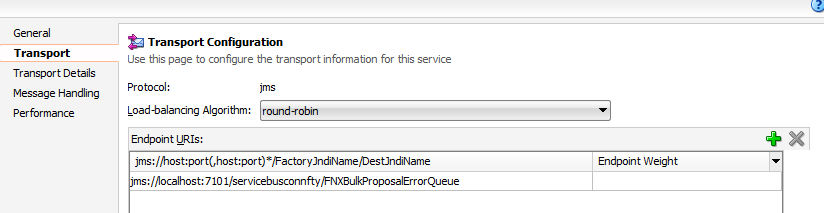 General
Transport
Transport Details
Message Handling
Performance
Transport Configuration
Use this page to configure the transport information for this service
Protocol: jms
Load-balancing Algorithm: round-robin
Endpoint URIs:
jms://host:port(,host:port)*/FactoryJndiName/DestJndiName Endpoint Weight
jms://localhost:7101/servicebusconnfty/FNXBulkProposalErrorQueue